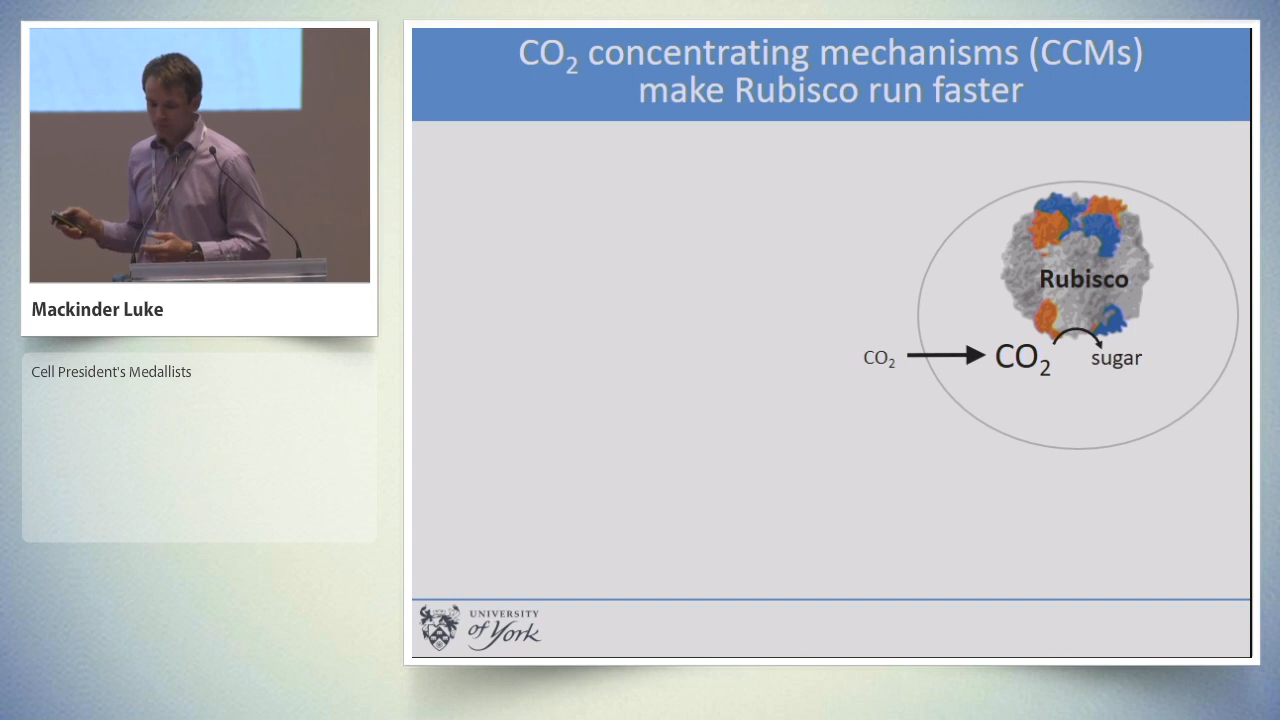 Mackinder Luke
Cell President's Medallists
CO₂ concentrating mechanisms (CCMs)
make Rubisco run faster
Rubisco
CO₂
CO₂
sugar
UNIVERSITY
of York